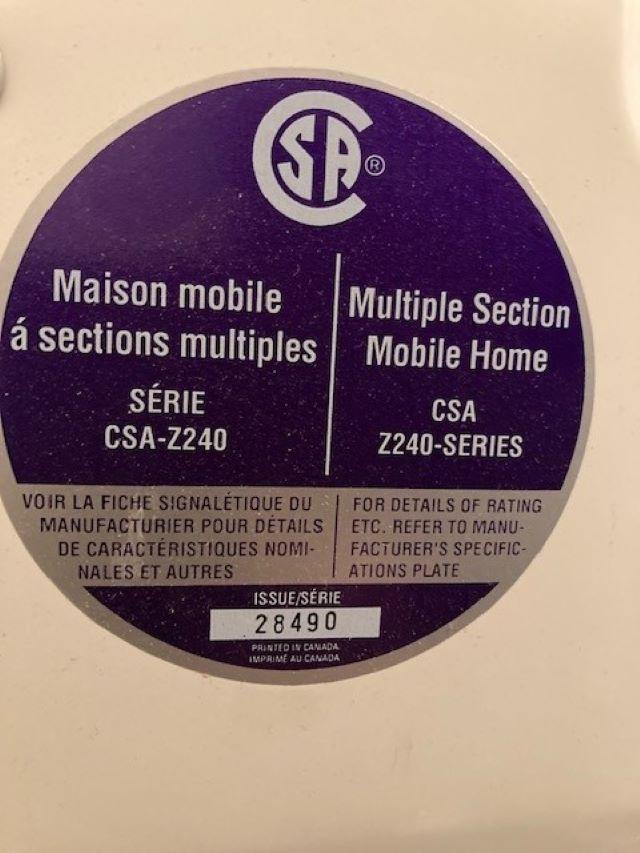 CSA®
Maison mobile
á sections multiples
SÉRIE
CSA-Z240
Multiple Section
Mobile Home
CSA
Z240-SERIES
VOIR LA FICHE SIGNALÉTIQUE DU
MANUFACTURIER POUR DÉTAILS
DE CARACTÉRISTIQUES NOMI-
NALES ET AUTRES
FOR DETAILS OF RATING
ETC. REFER TO MANU-
FACTURER'S SPECIFIC-
ATIONS PLATE
ISSUE/SÉRIE
28490
PRINTED IN CANADA
IMPRIMÉ AU CANADA